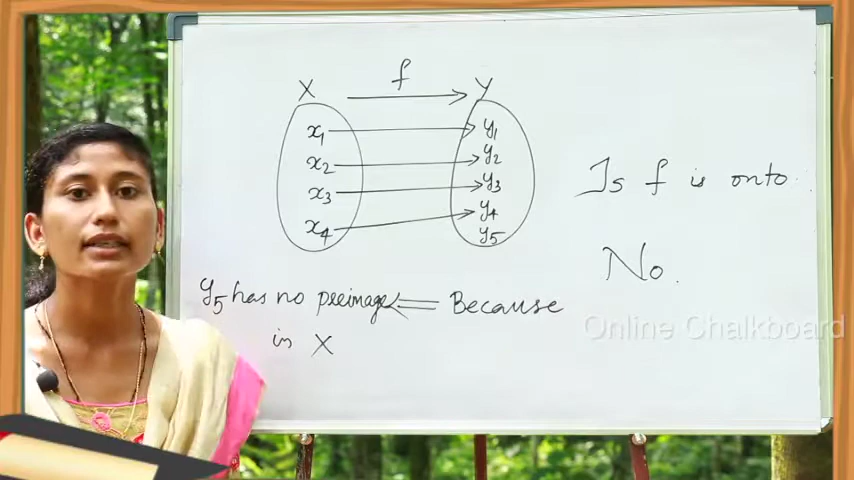 X f Y
x1 y1
x2 y2
x3 y3
x4 y4
y5
Is f is onto.
No.
y5 has no preimage <= Because
in X
Online Chalkboard